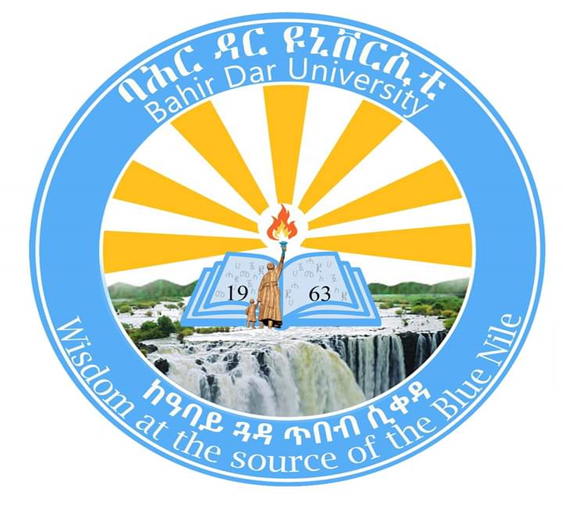 ባሕር ዳር ዩኒቨርሲቲ
Bahir Dar University
19 63
ከዓባይ ጓዳ ጥበብ ሲቀዳ
Wisdom at the source of the Blue Nile